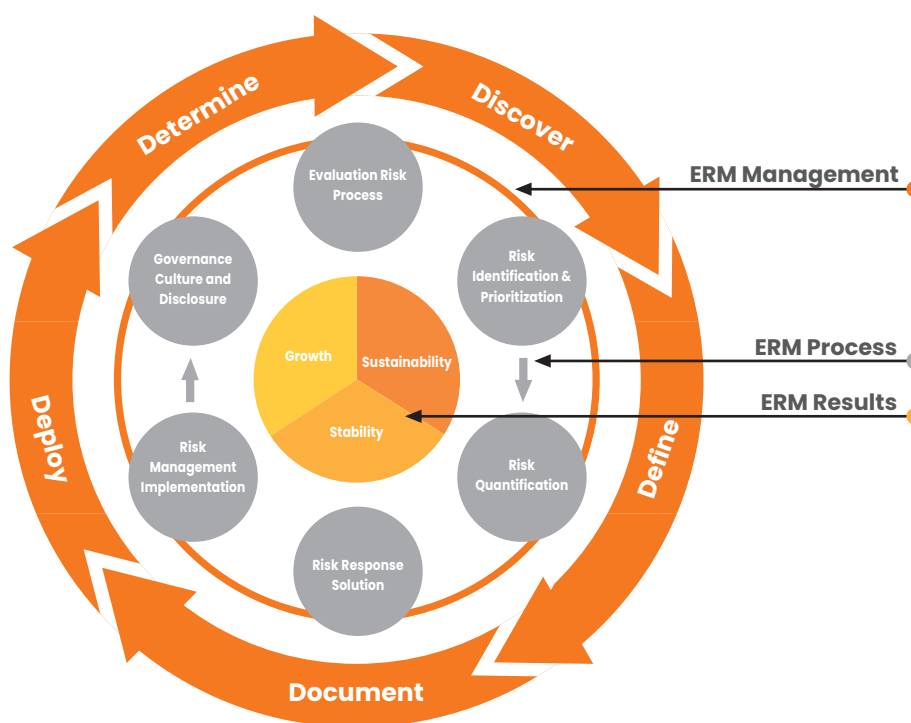 Determine
Discover
ERM Management
Evaluation Risk
Process
Governance
Culture and
Disclosure
Risk
Identification &
Prioritization
Growth
Sustainability
Stability
ERM Process
ERM Results
Deploy
Define
Risk
Management
Implementation
Risk
Quantification
Risk Response
Solution
Document